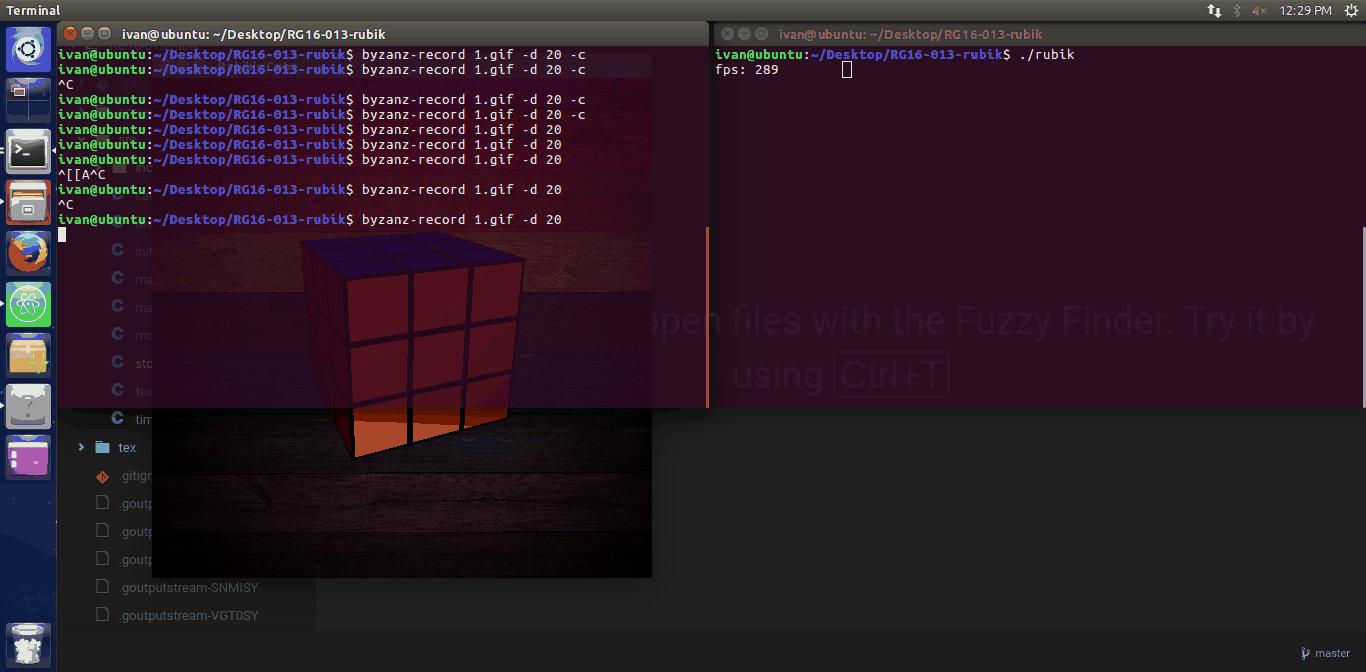 Terminal
12:29 PM
ivan@ubuntu: ~/Desktop/RG16-013-rubik
ivan@ubuntu:~/Desktop/RG16-013-rubik$ byzanz-record 1.gif -d 20 -c
ivan@ubuntu:~/Desktop/RG16-013-rubik$ byzanz-record 1.gif -d 20 -c
^C
ivan@ubuntu:~/Desktop/RG16-013-rubik$ byzanz-record 1.gif -d 20 -c
ivan@ubuntu:~/Desktop/RG16-013-rubik$ byzanz-record 1.gif -d 20 -c
ivan@ubuntu:~/Desktop/RG16-013-rubik$ byzanz-record 1.gif -d 20
ivan@ubuntu:~/Desktop/RG16-013-rubik$ byzanz-record 1.gif -d 20
ivan@ubuntu:~/Desktop/RG16-013-rubik$ byzanz-record 1.gif -d 20
^[[A^C
ivan@ubuntu:~/Desktop/RG16-013-rubik$ byzanz-record 1.gif -d 20
^C
ivan@ubuntu:~/Desktop/RG16-013-rubik$ byzanz-record 1.gif -d 20
ivan@ubuntu: ~/Desktop/RG16-013-rubik
ivan@ubuntu:~/Desktop/RG16-013-rubik$ ./rubik
fps: 289
open files with the Fuzzy Finder. Try it by
using Ctrl+T
C init
C ma
C ma
C mo
C sto
C tex
C tim
tex
.gitign
.goutp
.goutp
.goutp
.goutputstream-SNMISY
.goutputstream-VGT0SY
master